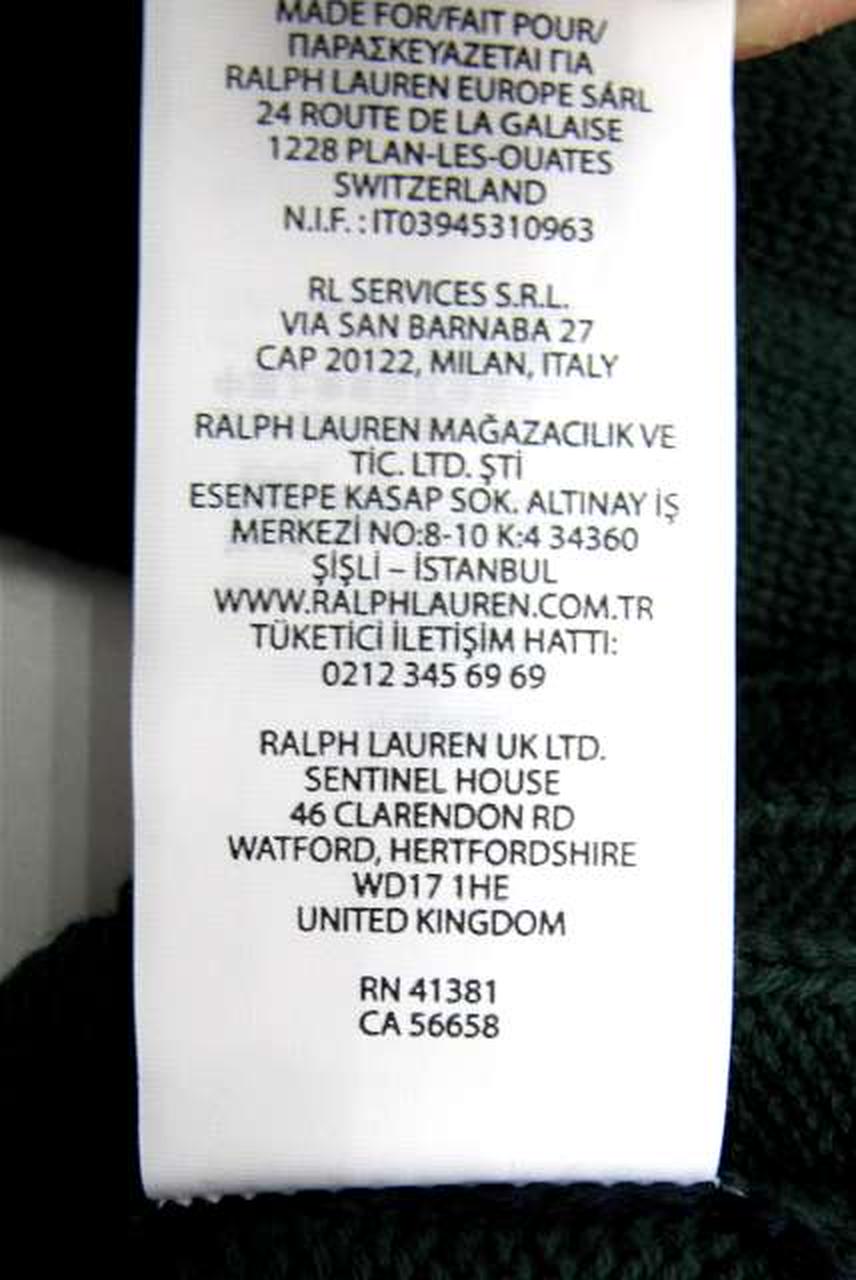 MADE FOR/FAIT POUR/
ΠΑΡΑΣΚΕΥΑΖΕΤΑΙ ΓΙΑ
RALPH LAUREN EUROPE SÀRL
24 ROUTE DE LA GALAISE
1228 PLAN-LES-OUATES
SWITZERLAND
N.I.F. : IT03945310963
RL SERVICES S.R.L.
VIA SAN BARNABA 27
CAP 20122, MILAN, ITALY
RALPH LAUREN MAĞAZACILIK VE
TİC. LTD. ŞTİ
ESENTEPE KASAP SOK. ALTINAY İŞ
MERKEZİ NO:8-10 K:4 34360
ŞİŞLİ – İSTANBUL
WWW.RALPHLAUREN.COM.TR
TÜKETİCİ İLETİŞİM HATTI:
0212 345 69 69
RALPH LAUREN UK LTD.
SENTINEL HOUSE
46 CLARENDON RD
WATFORD, HERTFORDSHIRE
WD17 1HE
UNITED KINGDOM
RN 41381
CA 56658